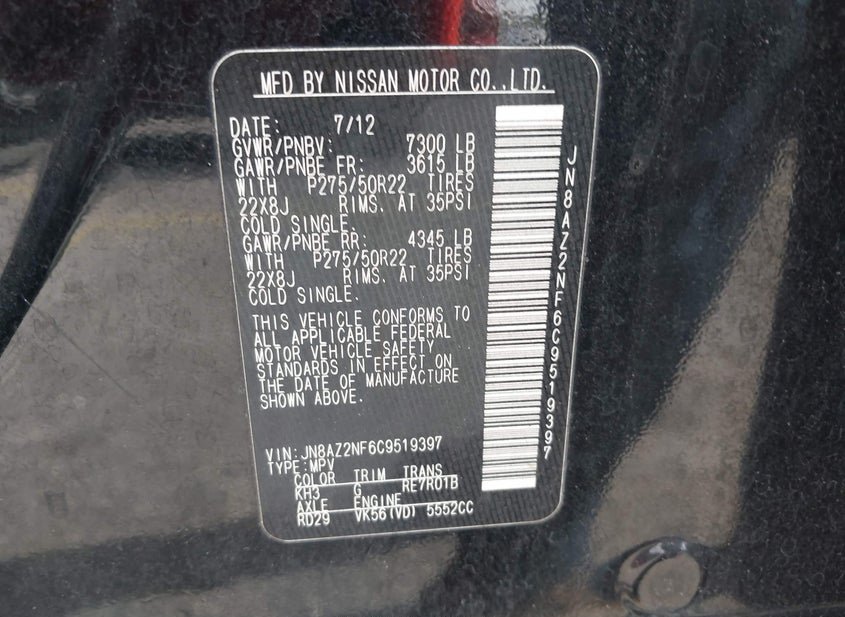 MFD BY NISSAN MOTOR CO.,LTD.
DATE: 7/12
GVWR/PNBV: 7300 LB
GAWR/PNBE FR: 3615 LB
WITH P275/50R22 TIRES
22X8J RIMS. AT 35PSI
COLD SINGLE.
GAWR/PNBE RR: 4345 LB
WITH P275/50R22 TIRES
22X8J RIMS. AT 35PSI
COLD SINGLE.
THIS VEHICLE CONFORMS TO
ALL APPLICABLE FEDERAL
MOTOR VEHICLE SAFETY
STANDARDS IN EFFECT ON
THE DATE OF MANUFACTURE
SHOWN ABOVE.
VIN:JN8AZ2NF6C9519397
TYPE:MPV
COLOR TRIM TRANS
KH3 G RE7R01B
AXLE ENGINE
RD29 VK56(VD) 5552CC
JN8AZ2NF6C9519397